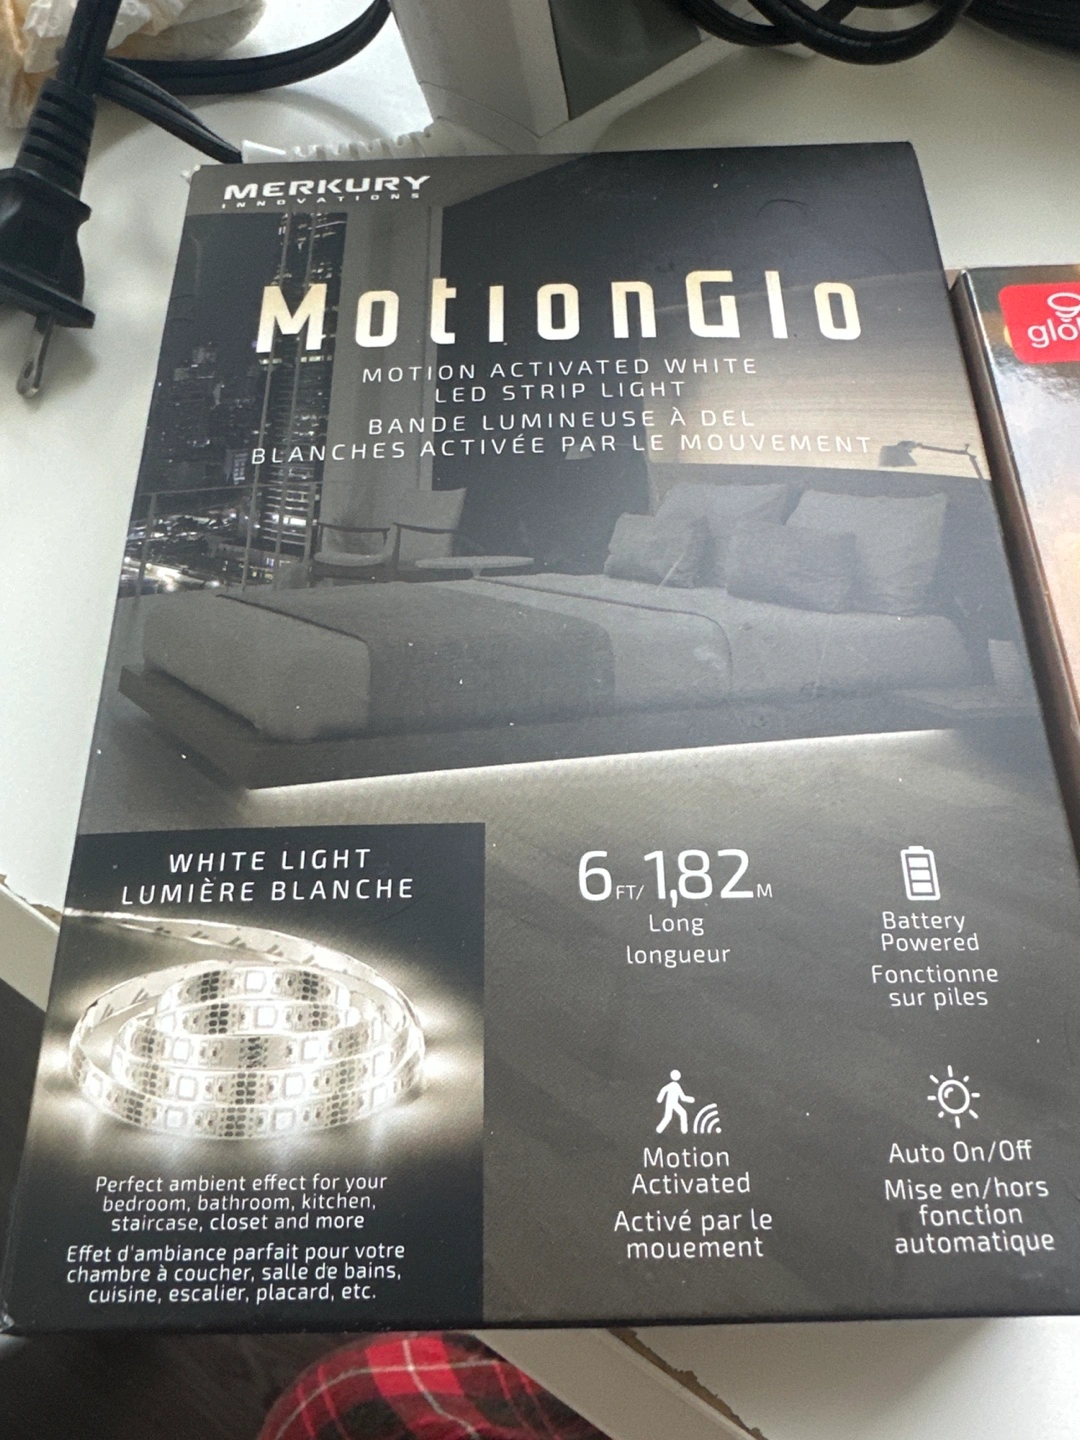 MERKURY
INNOVATIONS
MotionGlo
MOTION ACTIVATED WHITE
LED STRIP LIGHT
BANDE LUMINEUSE À DEL
BLANCHES ACTIVÉE PAR LE MOUVEMENT
WHITE LIGHT
LUMIÈRE BLANCHE
Perfect ambient effect for your
bedroom, bathroom, kitchen,
staircase, closet and more
Effet d'ambiance parfait pour votre
chambre à coucher, salle de bains,
cuisine, escalier, placard, etc.
6FT/1,82M
Long
longueur
Battery
Powered
Fonctionne
sur piles
Motion
Activated
Activé par le
mouement
Auto On/Off
Mise en/hors
fonction
automatique